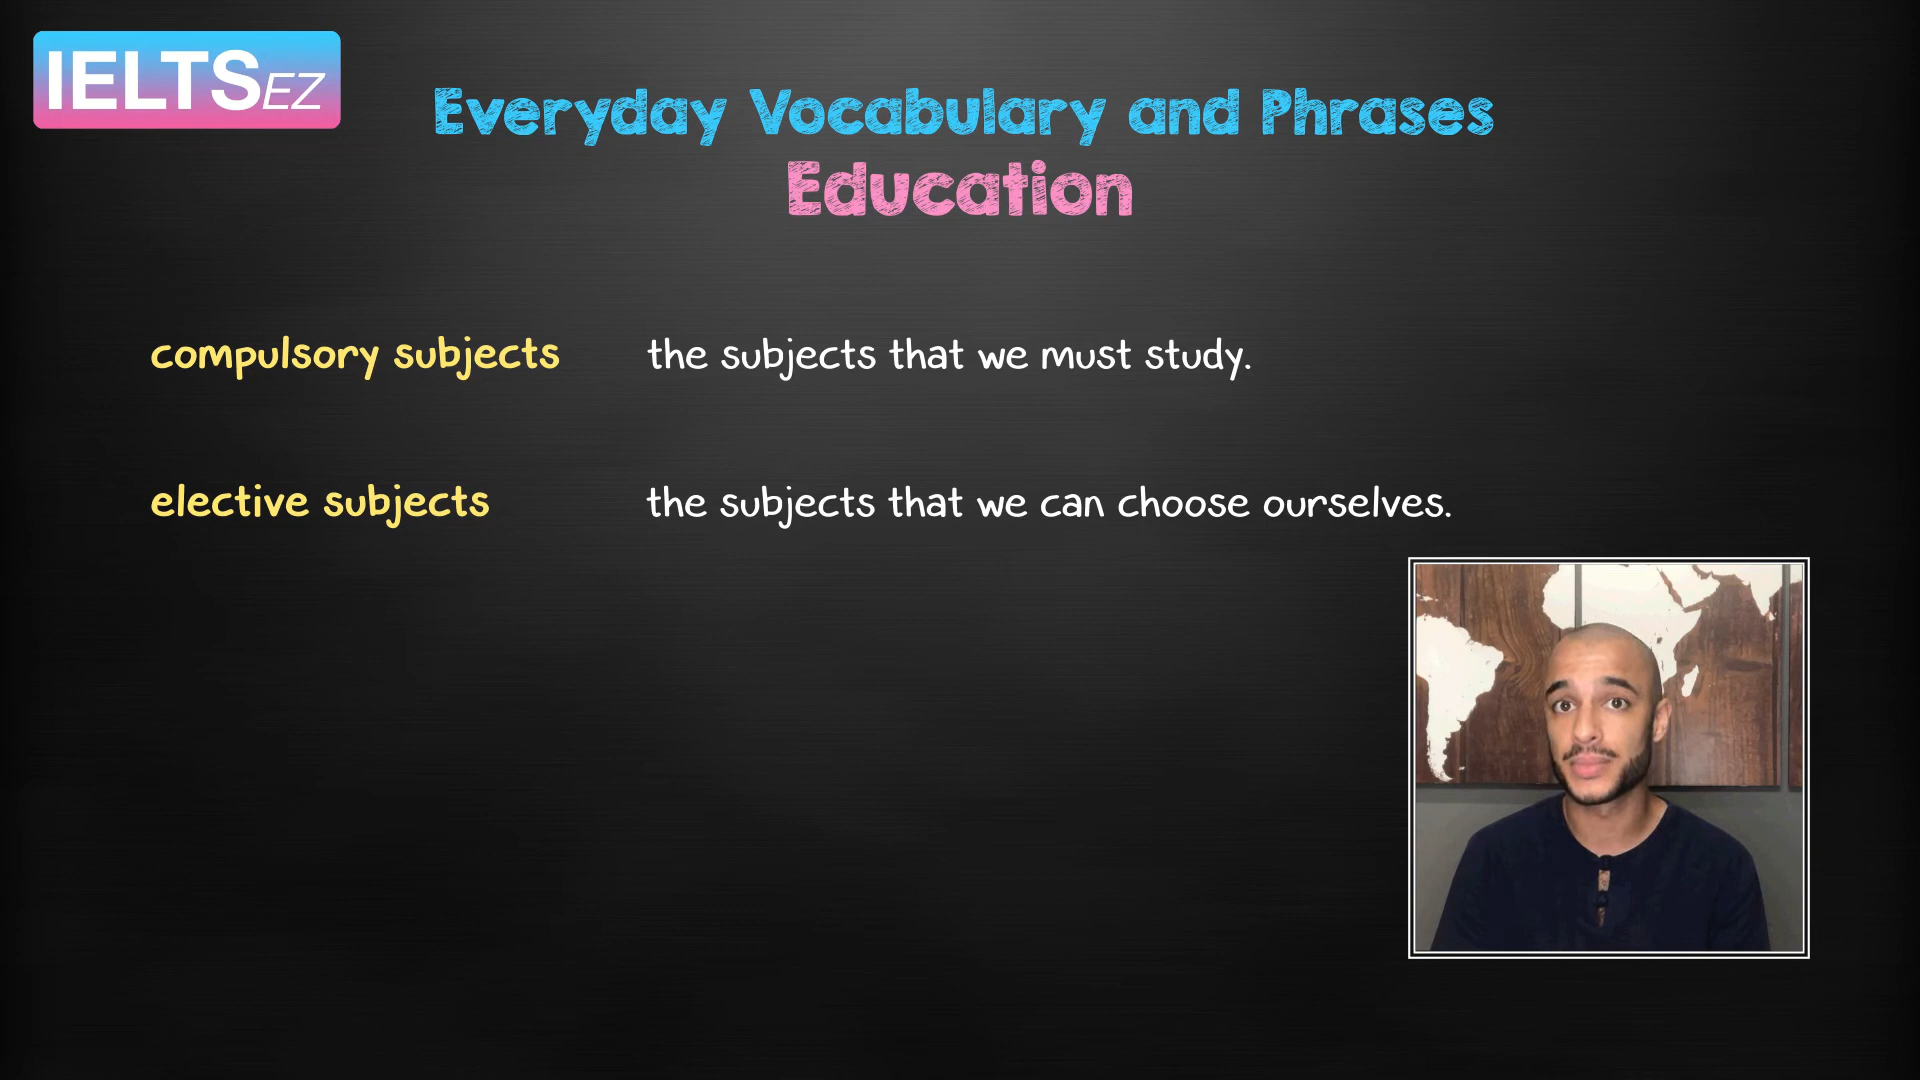 IELTSEZ
Everyday Vocabulary and Phrases
Education
compulsory subjects the subjects that we must study.
elective subjects the subjects that we can choose ourselves.